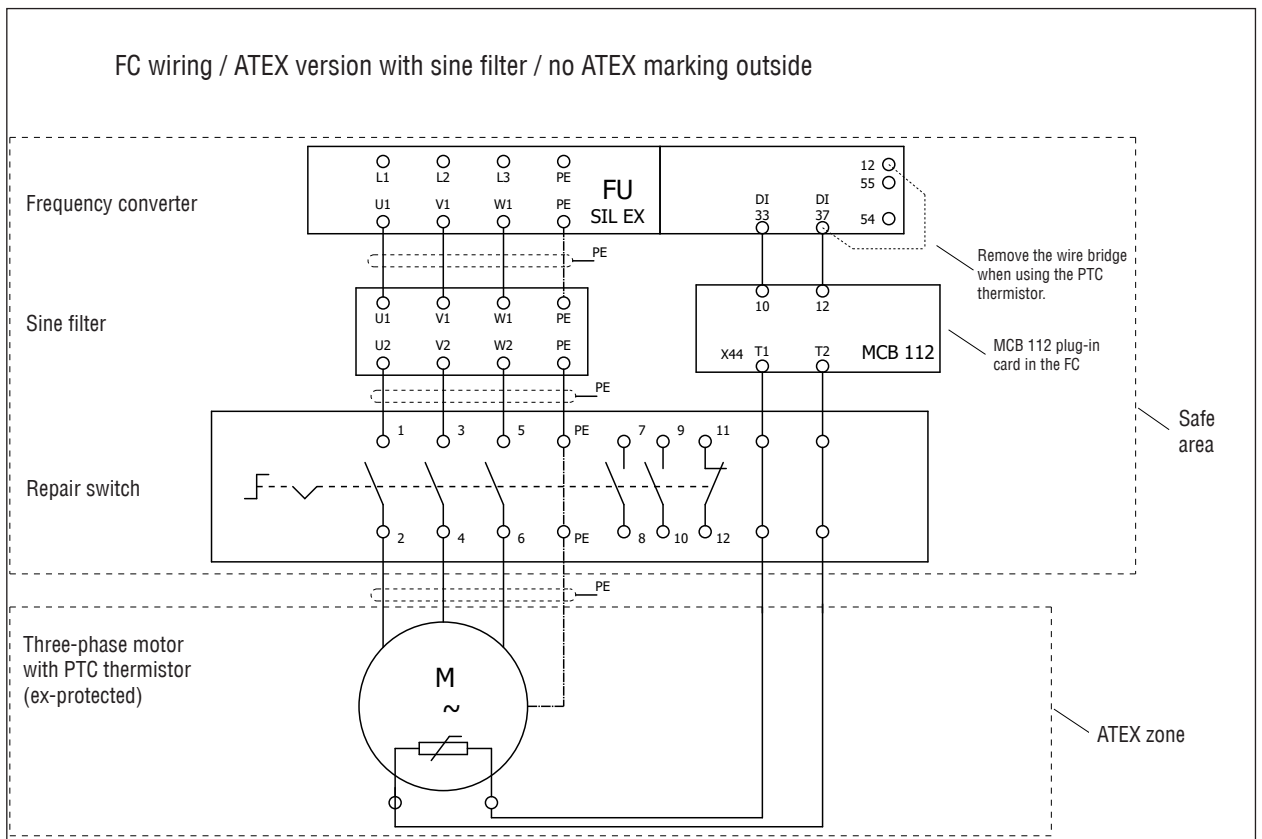 FC wiring / ATEX version with sine filter / no ATEX marking outside
Frequency converter
L1 L2 L3 PE
U1 V1 W1 PE
FU
SIL EX
DI
33
DI
37
12
55
54
PE
Remove the wire bridge
when using the PTC
thermistor.
Sine filter
U1 V1 W1 PE
U2 V2 W2 PE
10 12
X44 T1 T2 MCB 112
MCB 112 plug-in
card in the FC
PE
Safe
area
Repair switch
1 3 5 PE 7 9 11
2 4 6 PE 8 10 12
PE
Three-phase motor
with PTC thermistor
(ex-protected)
M
~
ATEX zone